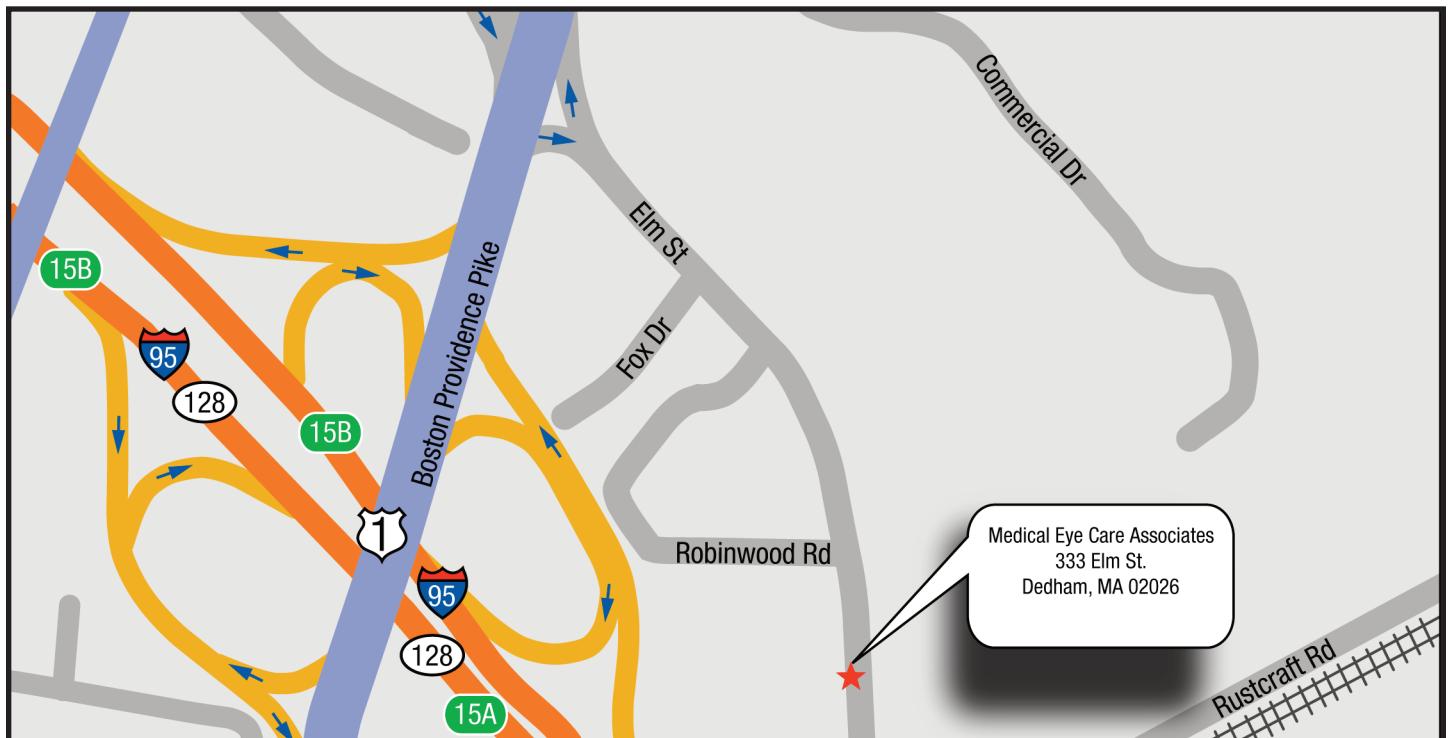 Commercial Dr
Elm St
15B
Boston Providence Pike
95
Fox Dr
128
15B
1
Medical Eye Care Associates
333 Elm St.
Dedham, MA 02026
Robinwood Rd
95
128
Rustcraft Rd
15A